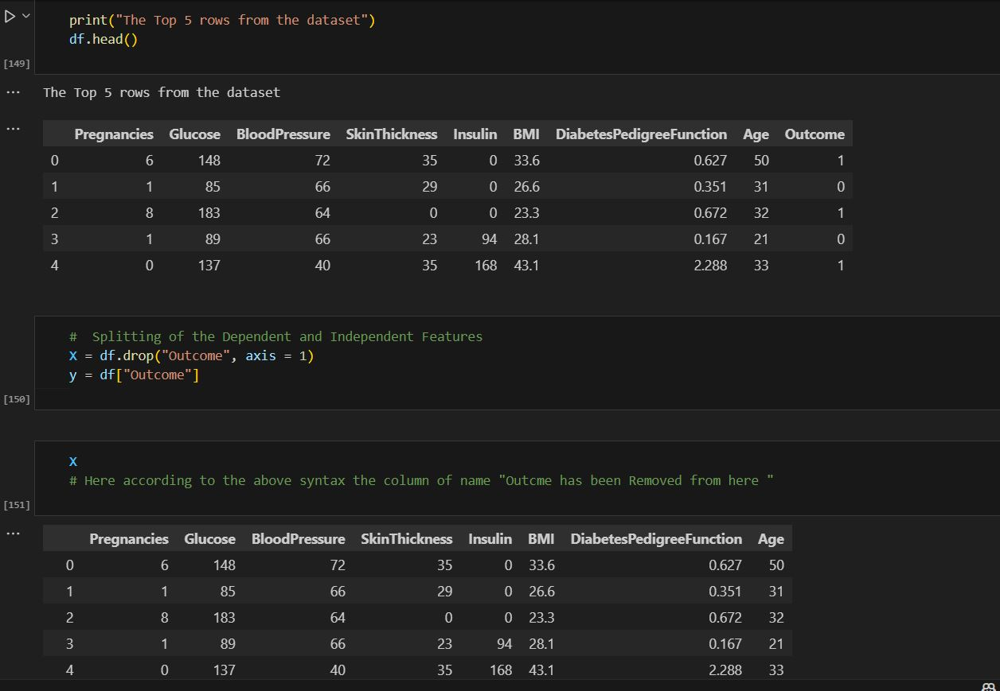 print("The Top 5 rows from the dataset")
df.head()
[149]
The Top 5 rows from the dataset
Pregnancies Glucose BloodPressure SkinThickness Insulin BMI DiabetesPedigreeFunction Age Outcome
0 6 148 72 35 0 33.6 0.627 50 1
1 1 85 66 29 0 26.6 0.351 31 0
2 8 183 64 0 0 23.3 0.672 32 1
3 1 89 66 23 94 28.1 0.167 21 0
4 0 137 40 35 168 43.1 2.288 33 1
#  Splitting of the Dependent and Independent Features
X = df.drop("Outcome", axis = 1)
y = df["Outcome"]
[150]
X
# Here according to the above syntax the column of name "Outcme has been Removed from here "
[151]
Pregnancies Glucose BloodPressure SkinThickness Insulin BMI DiabetesPedigreeFunction Age
0 6 148 72 35 0 33.6 0.627 50
1 1 85 66 29 0 26.6 0.351 31
2 8 183 64 0 0 23.3 0.672 32
3 1 89 66 23 94 28.1 0.167 21
4 0 137 40 35 168 43.1 2.288 33